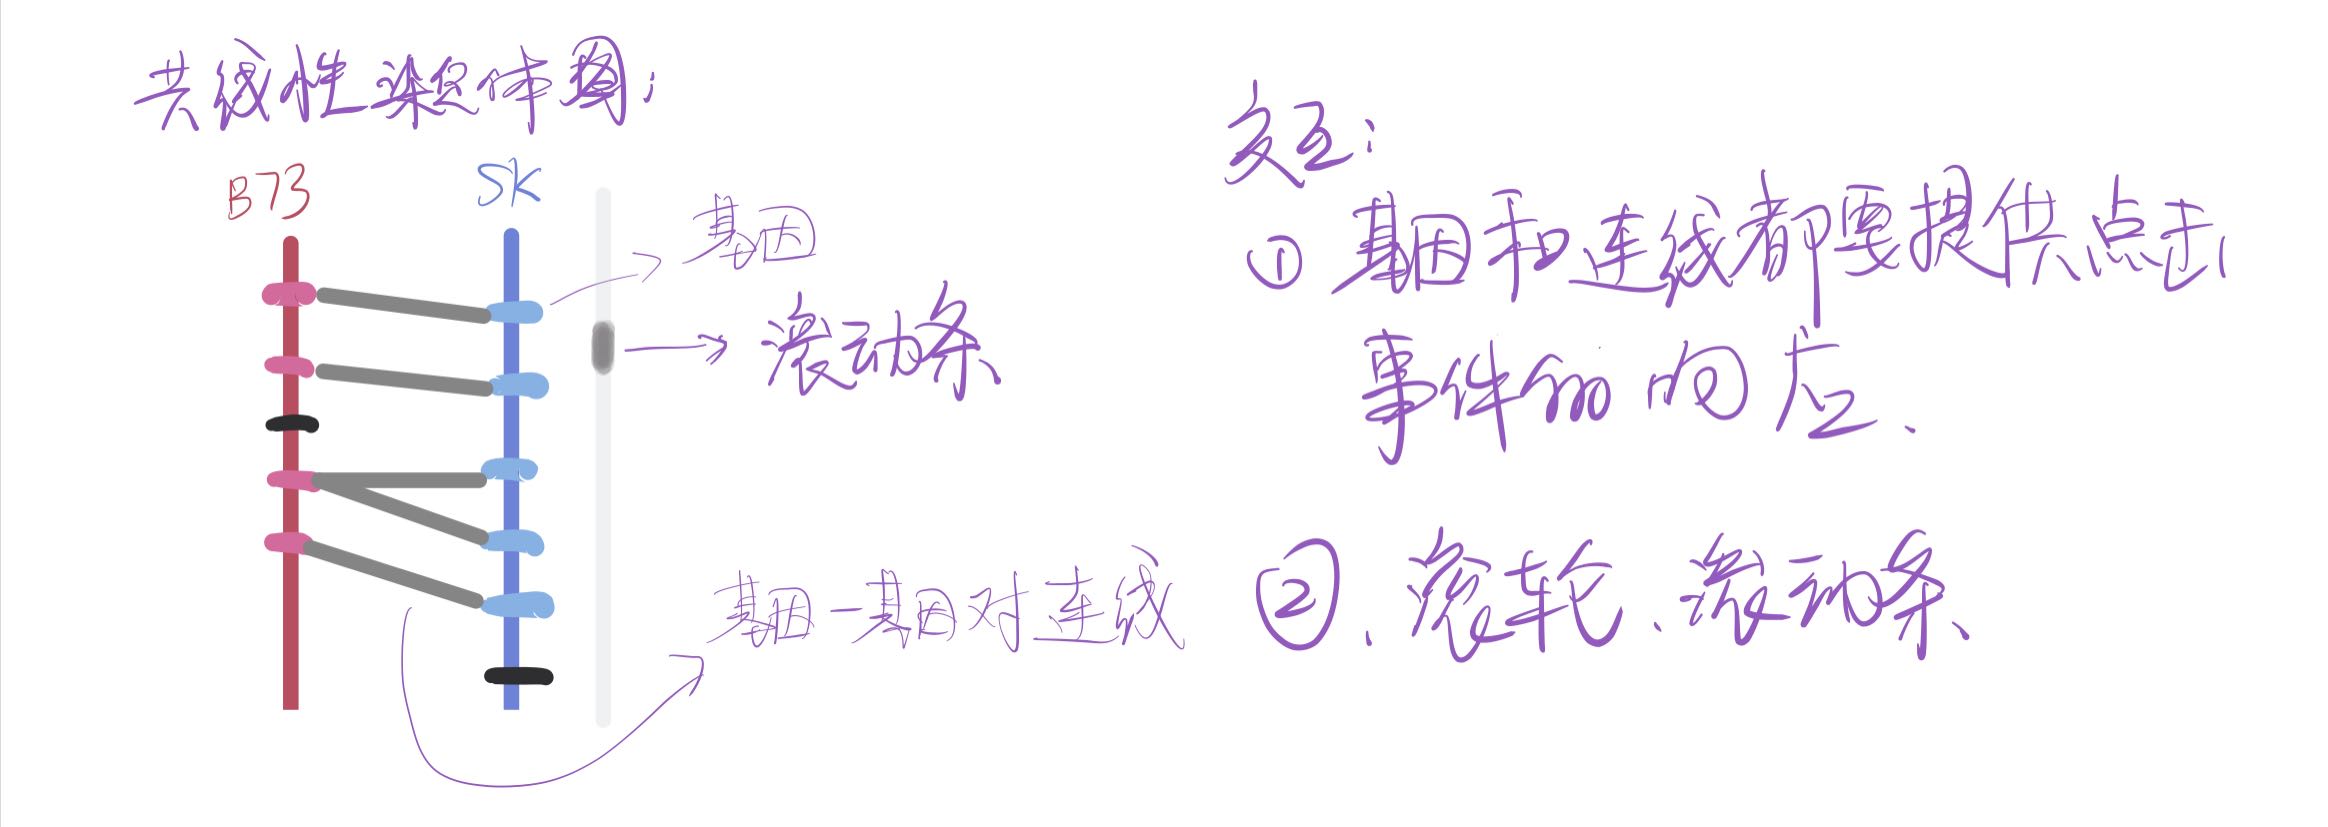 共线性染色体图:
B73
SK
基因
滚动条
基因-基因对连线
交互:
① 基因和连线都要提供点击
事件的响应.
②. 滚轮、滚动条